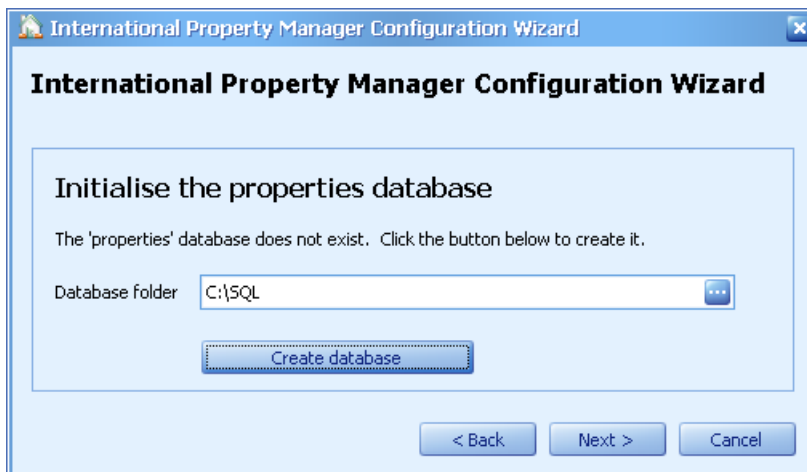 International Property Manager Configuration Wizard
International Property Manager Configuration Wizard
Initialise the properties database
The 'properties' database does not exist. Click the button below to create it.
Database folder C:\SQL ...
Create database
< Back Next > Cancel